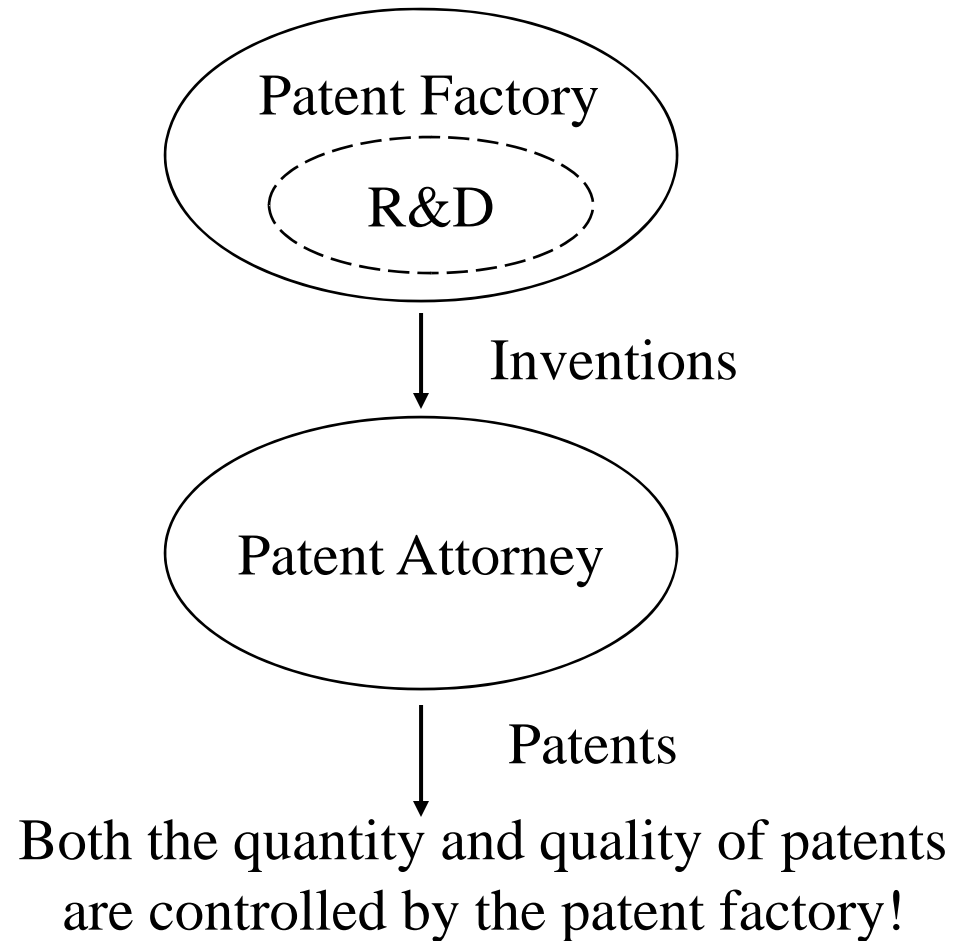 Patent Factory
R&D
Inventions
Patent Attorney
Patents
Both the quantity and quality of patents
are controlled by the patent factory!